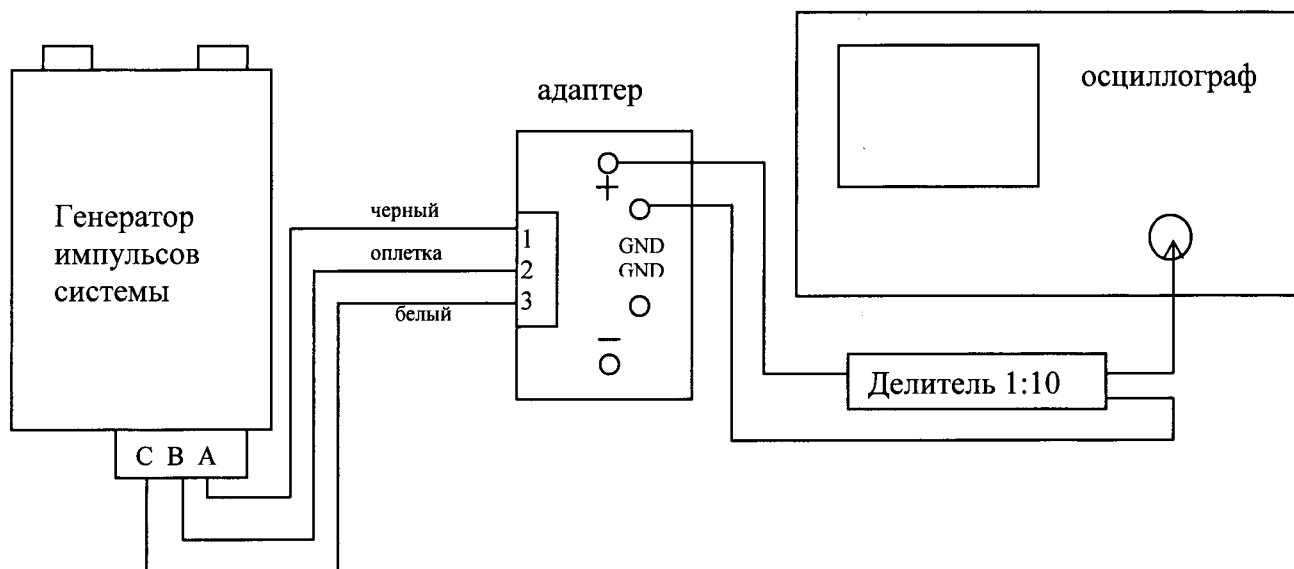 Генератор
импульсов
системы
C B A
черный
оплетка
белый
адаптер
1
2
3
+
GND
GND
−
осциллограф
Делитель 1:10